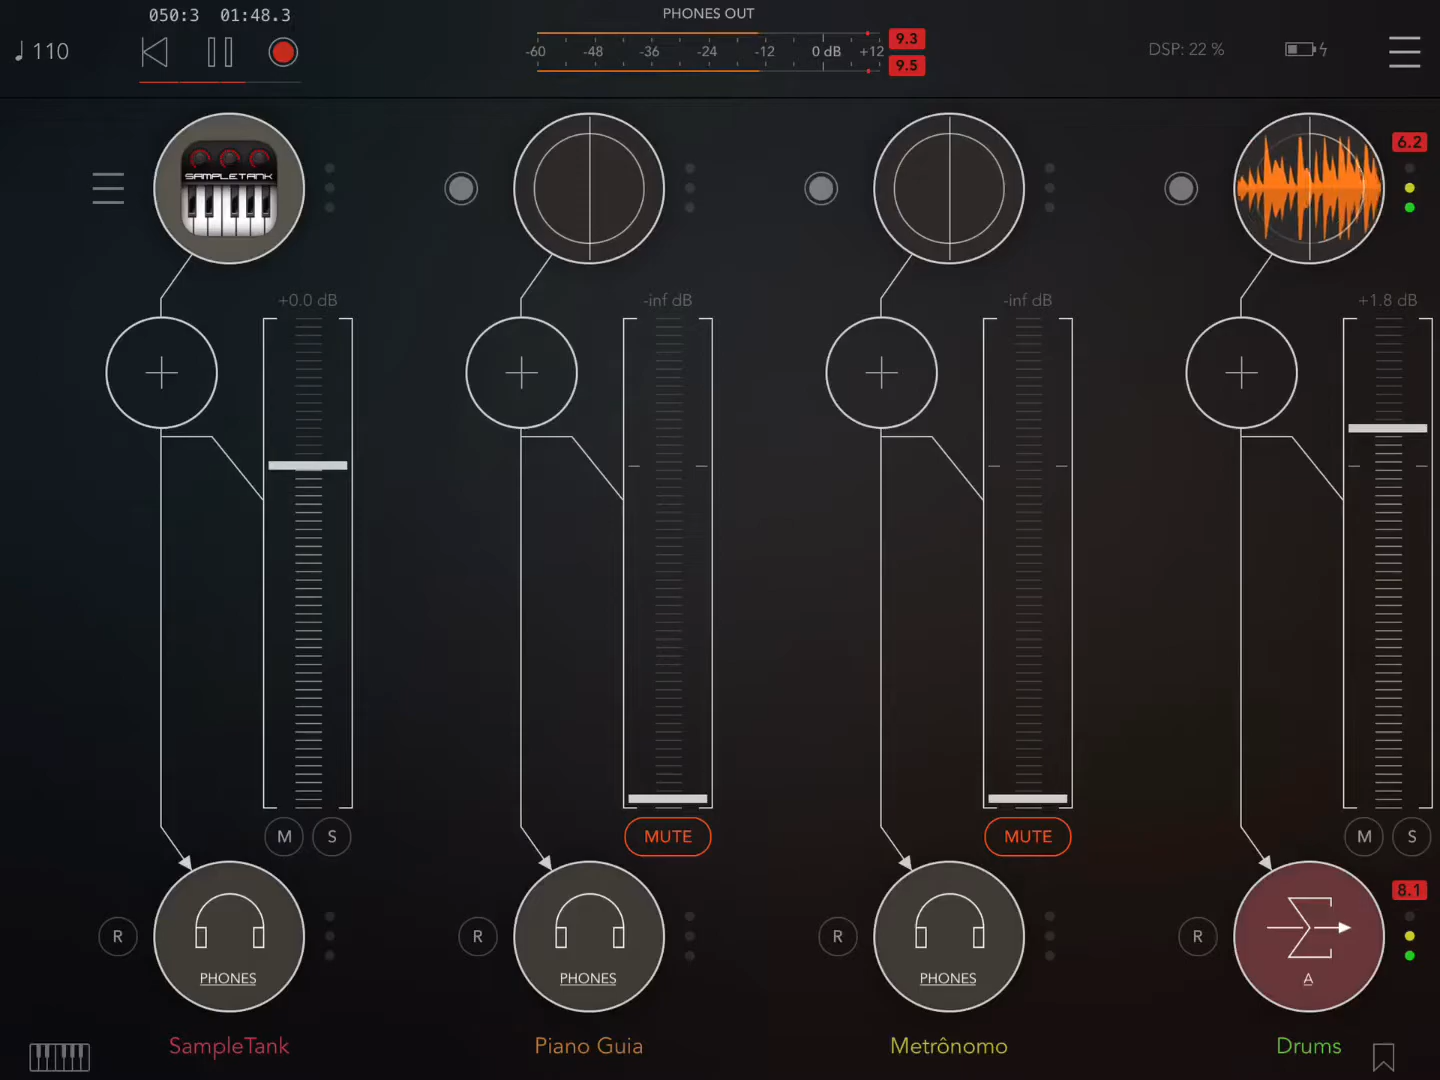 050:3 01:48.3
♩ 110
PHONES OUT
-60 -48 -36 -24 -12 0 dB +12
9.3
9.5
DSP: 22 %
SAMPLETANK
6.2
+0.0 dB
-inf dB
-inf dB
+1.8 dB
M S
MUTE
MUTE
M S
8.1
R
PHONES
R
PHONES
R
PHONES
R
A
SampleTank
Piano Guia
Metrônomo
Drums